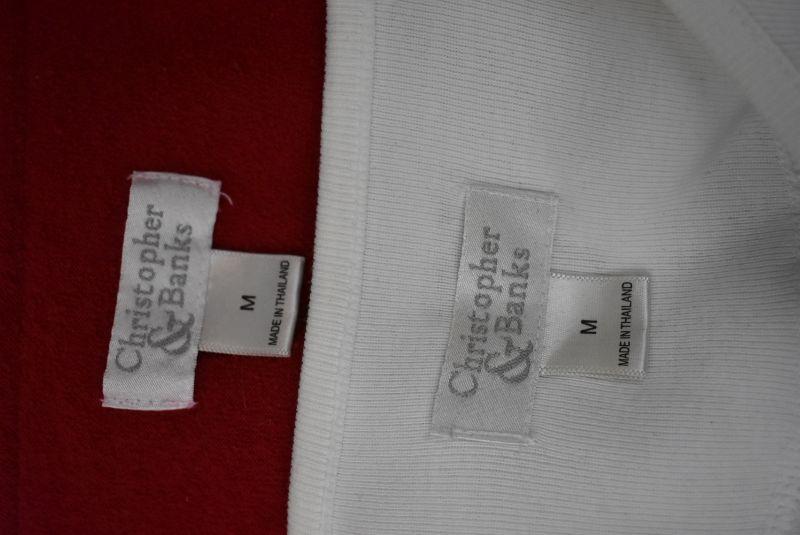 Christopher
& Banks
M
MADE IN THAILAND
Christopher
& Banks
M
MADE IN THAILAND